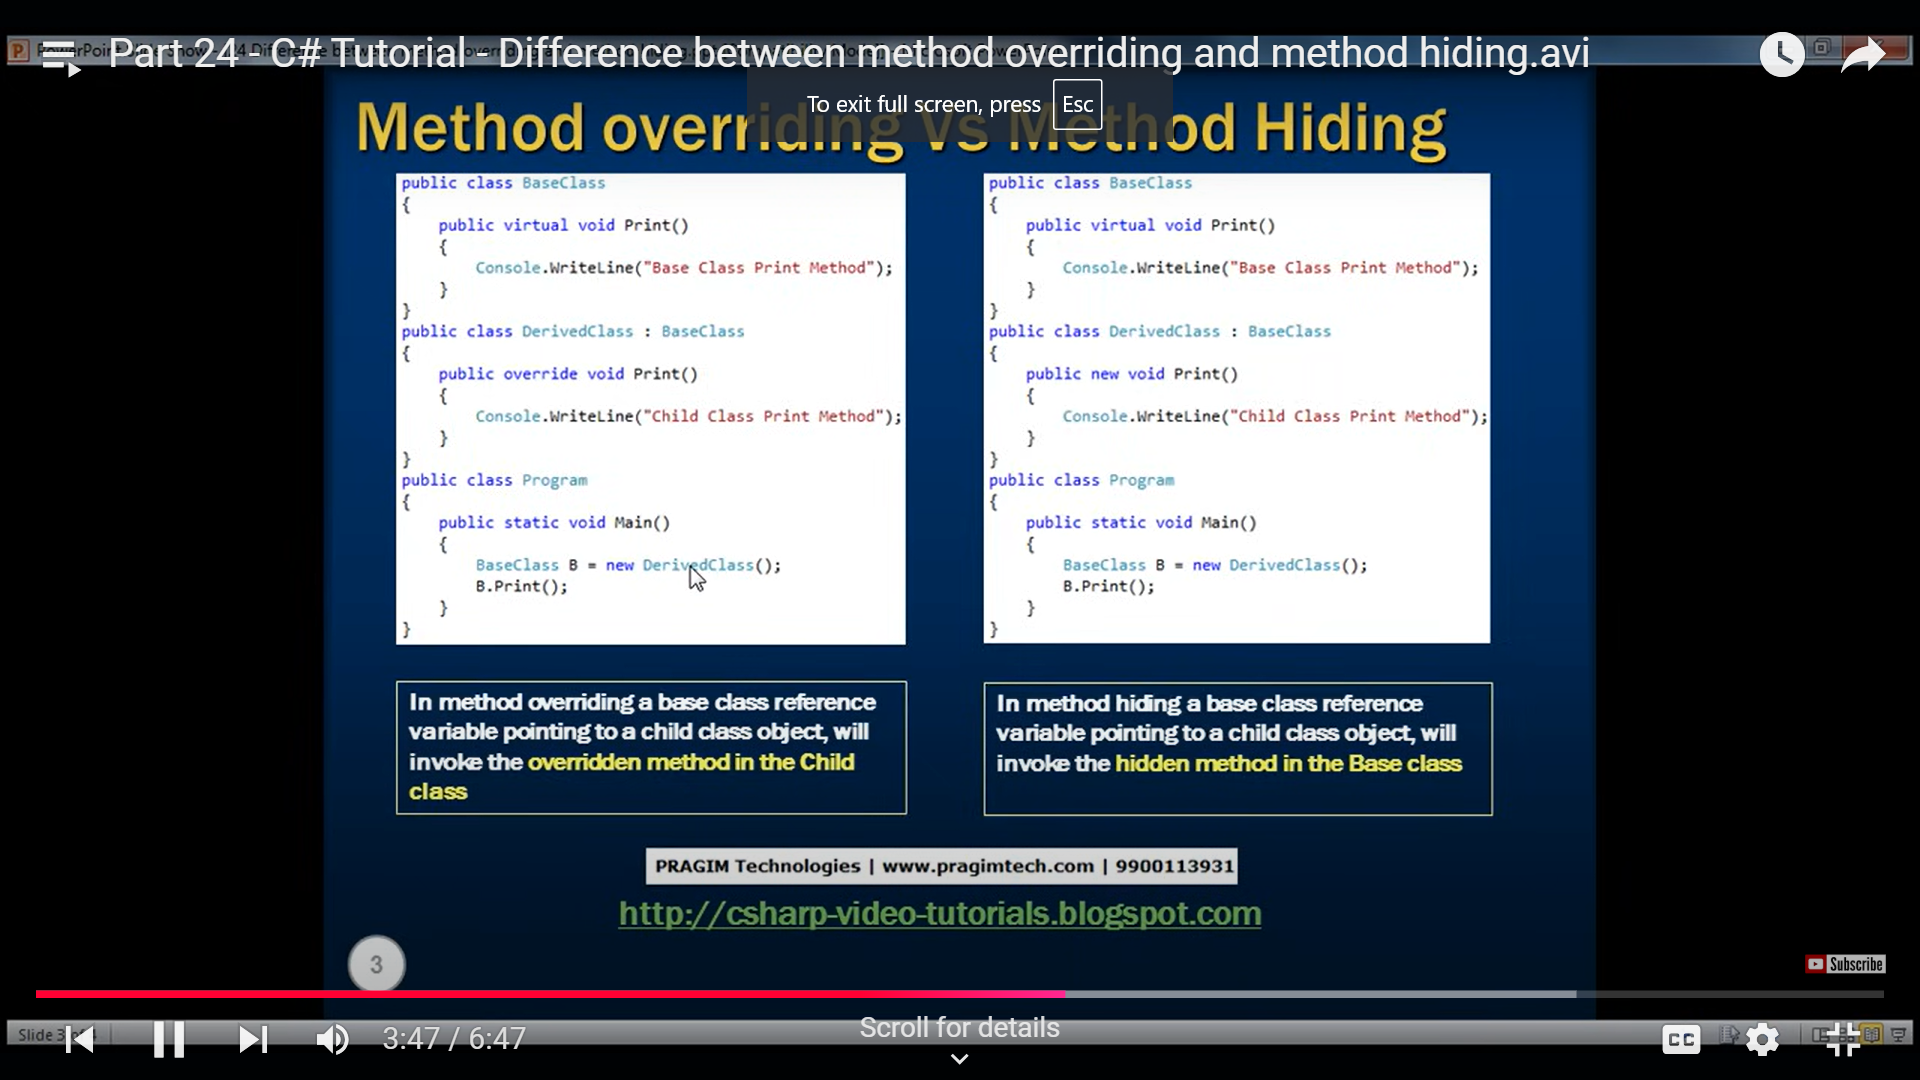 Part 24 - C# Tutorial - Difference between method overriding and method hiding.avi
To exit full screen, press Esc
Method overriding Vs Method Hiding
public class BaseClass
{
public virtual void Print()
{
Console.WriteLine("Base Class Print Method");
}
}
public class DerivedClass : BaseClass
{
public override void Print()
{
Console.WriteLine("Child Class Print Method");
}
}
public class Program
{
public static void Main()
{
BaseClass B = new DerivedClass();
B.Print();
}
}
public class BaseClass
{
public virtual void Print()
{
Console.WriteLine("Base Class Print Method");
}
}
public class DerivedClass : BaseClass
{
public new void Print()
{
Console.WriteLine("Child Class Print Method");
}
}
public class Program
{
public static void Main()
{
BaseClass B = new DerivedClass();
B.Print();
}
}
In method overriding a base class reference
variable pointing to a child class object, will
invoke the overridden method in the Child
class
In method hiding a base class reference
variable pointing to a child class object, will
invoke the hidden method in the Base class
PRAGIM Technologies | www.pragimtech.com | 9900113931
http://csharp-video-tutorials.blogspot.com
3
Subscribe
Slide 3
3:47 / 6:47
Scroll for details
CC